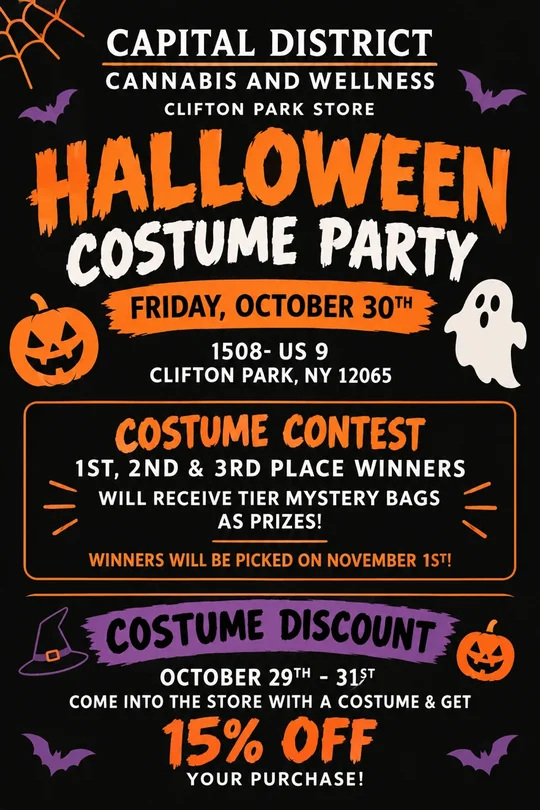 CAPITAL DISTRICT
CANNABIS AND WELLNESS
CLIFTON PARK STORE
HALLOWEEN
COSTUME PARTY
FRIDAY, OCTOBER 30TH
1508- US 9
CLIFTON PARK, NY 12065
COSTUME CONTEST
1ST, 2ND & 3RD PLACE WINNERS
WILL RECEIVE TIER MYSTERY BAGS
AS PRIZES!
WINNERS WILL BE PICKED ON NOVEMBER 1ST!
COSTUME DISCOUNT
OCTOBER 29TH - 31ST
COME INTO THE STORE WITH A COSTUME & GET
15% OFF
YOUR PURCHASE!